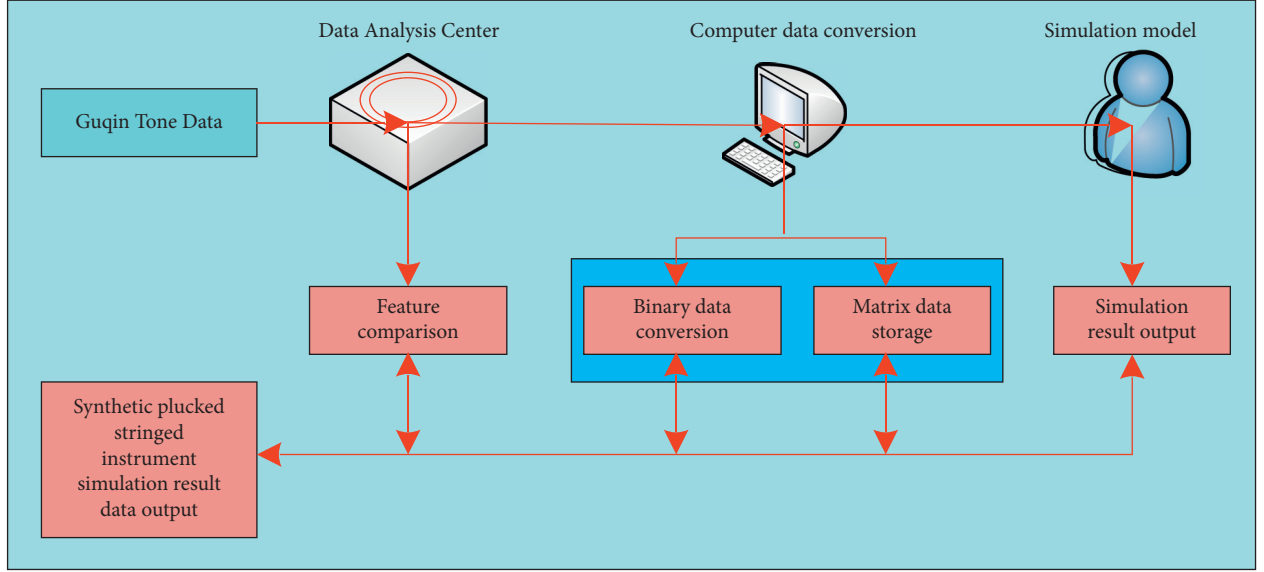 Data Analysis Center
Computer data conversion
Simulation model
Guqin Tone Data
Feature
comparison
Binary data
conversion
Matrix data
storage
Simulation
result output
Synthetic plucked
stringed
instrument
simulation result
data output